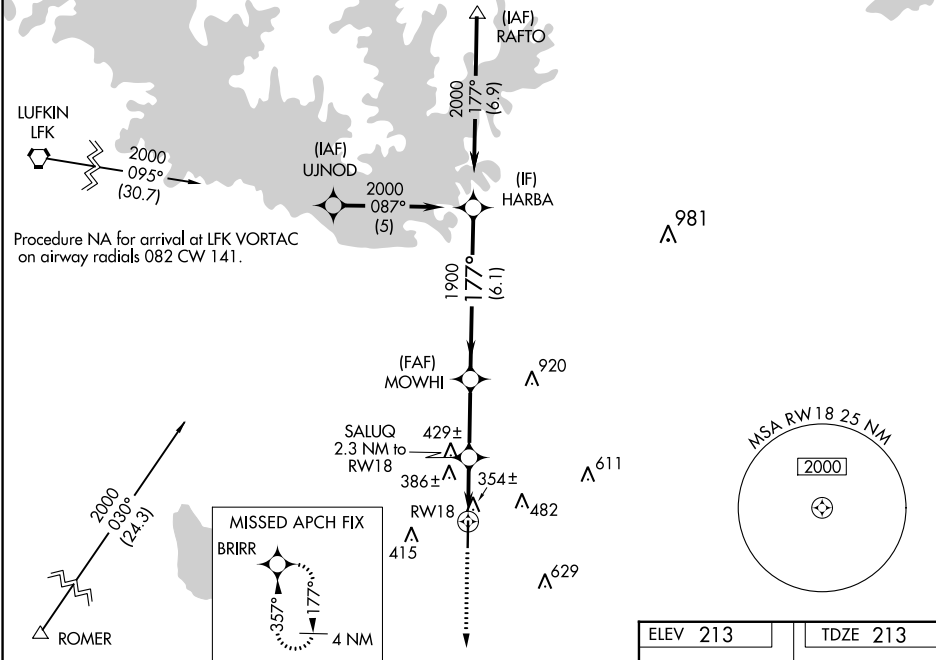 (IAF)
RAFTO
2000
177°
(6.9)
LUFKIN
LFK
2000
095°
(30.7)
(IAF)
UJNOD
2000
087°
(5)
(IF)
HARBA
981
Procedure NA for arrival at LFK VORTAC
on airway radials 082 CW 141.
1900
177°
(6.1)
(FAF)
MOWHI
920
SALUQ
2.3 NM to
RW18
429±
386±
354±
611
482
RW18
415
629
MSA RW18 25 NM
2000
2000
030°
(24.3)
ROMER
MISSED APCH FIX
BRIRR
357°
177°
4 NM
ELEV 213
TDZE 213